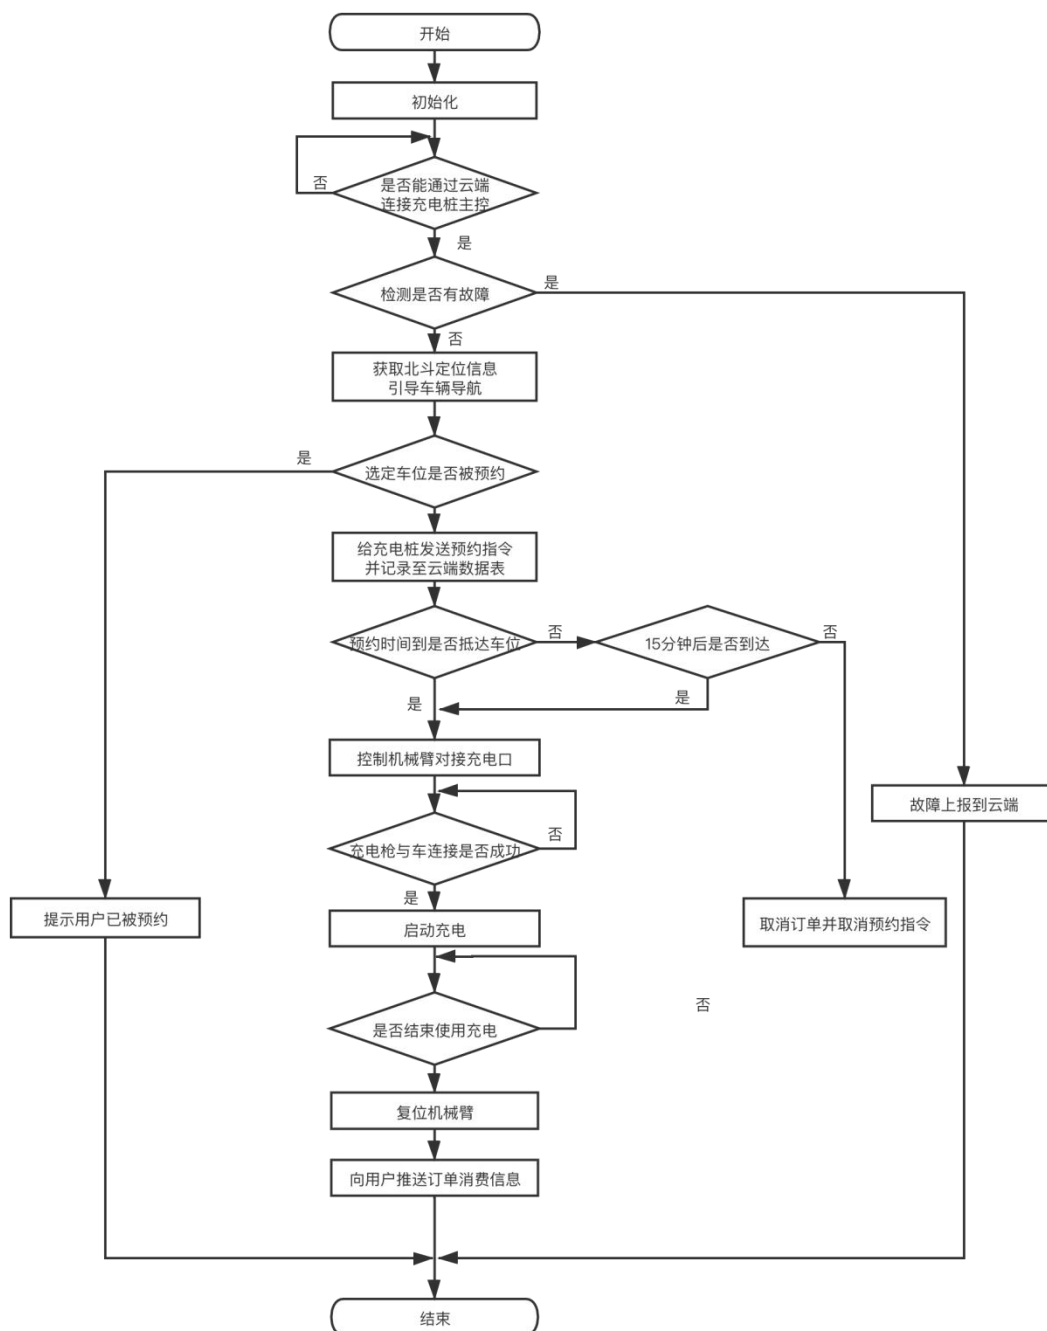 开始
初始化
否
是否能通过云端
连接充电桩主控
是
检测是否有故障
是
否
获取北斗定位信息
引导车辆导航
是
选定车位是否被预约
给充电桩发送预约指令
并记录至云端数据表
预约时间到是否抵达车位
否
15分钟后是否到达
否
是
是
控制机械臂对接充电口
故障上报到云端
否
充电枪与车连接是否成功
是
提示用户已被预约
启动充电
取消订单并取消预约指令
否
是否结束使用充电
复位机械臂
向用户推送订单消费信息
结束